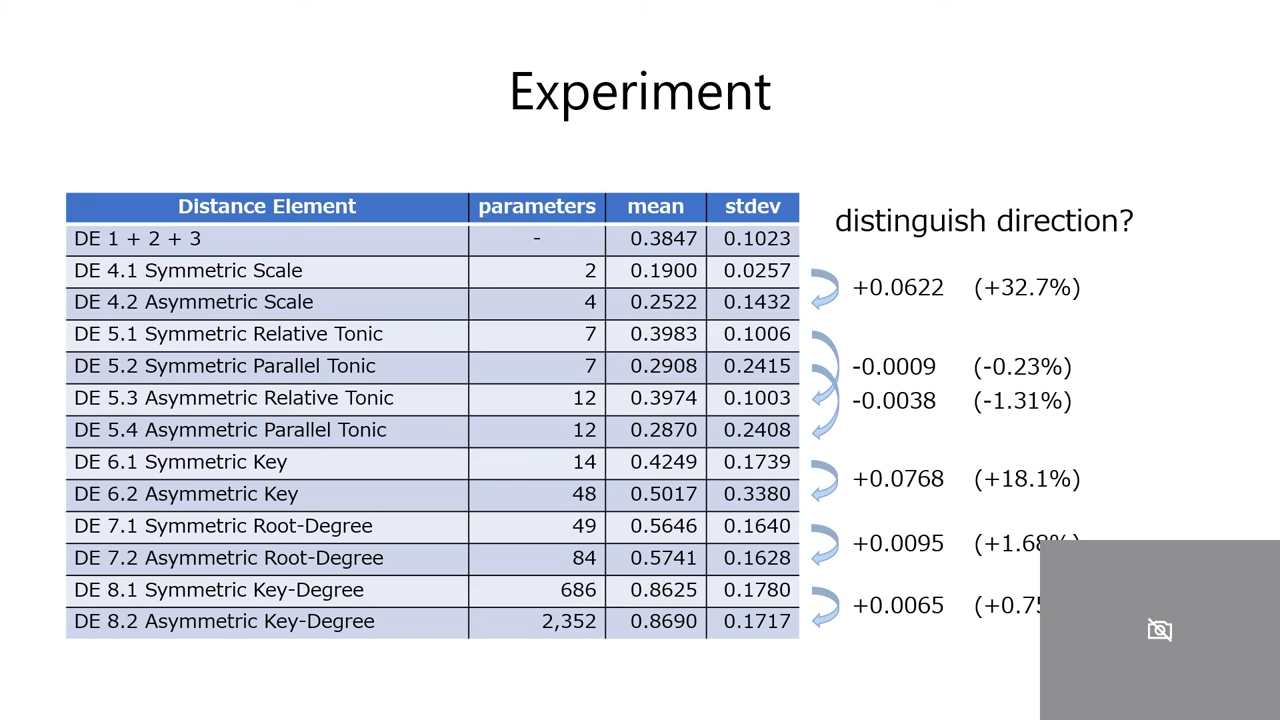 Experiment
Distance Element parameters mean stdev
DE 1 + 2 + 3 - 0.3847 0.1023
DE 4.1 Symmetric Scale 2 0.1900 0.0257
DE 4.2 Asymmetric Scale 4 0.2522 0.1432
DE 5.1 Symmetric Relative Tonic 7 0.3983 0.1006
DE 5.2 Symmetric Parallel Tonic 7 0.2908 0.2415
DE 5.3 Asymmetric Relative Tonic 12 0.3974 0.1003
DE 5.4 Asymmetric Parallel Tonic 12 0.2870 0.2408
DE 6.1 Symmetric Key 14 0.4249 0.1739
DE 6.2 Asymmetric Key 48 0.5017 0.3380
DE 7.1 Symmetric Root-Degree 49 0.5646 0.1640
DE 7.2 Asymmetric Root-Degree 84 0.5741 0.1628
DE 8.1 Symmetric Key-Degree 686 0.8625 0.1780
DE 8.2 Asymmetric Key-Degree 2,352 0.8690 0.1717
distinguish direction?
+0.0622 (+32.7%)
-0.0009 (-0.23%)
-0.0038 (-1.31%)
+0.0768 (+18.1%)
+0.0095 (+1.68%)
+0.0065